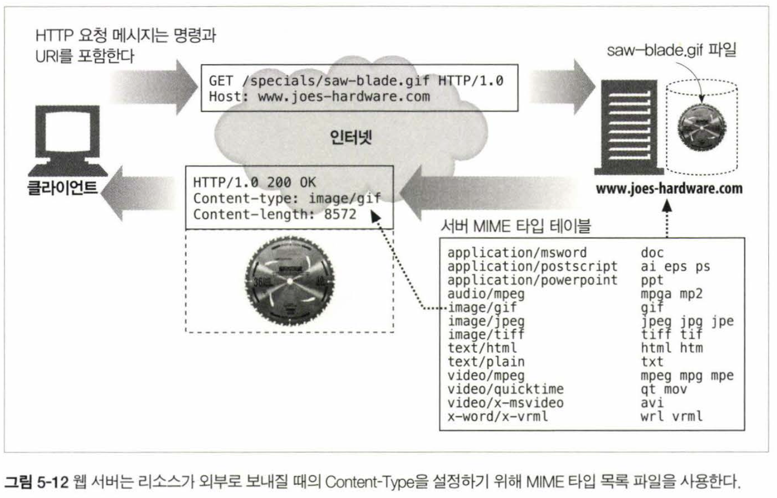 HTTP 요청 메시지는 명령과
URI를 포함한다
saw-blade.gif 파일
GET /specials/saw-blade.gif HTTP/1.0
Host: www.joes-hardware.com
인터넷
클라이언트
www.joes-hardware.com
HTTP/1.0 200 OK
Content-type: image/gif
Content-length: 8572
서버 MIME 타입 테이블
application/msword doc
application/postscript ai eps ps
application/powerpoint ppt
audio/mpeg mpga mp2
image/gif gif
image/jpeg jpeg jpg jpe
image/tiff tiff tif
text/html html htm
text/plain txt
video/mpeg mpeg mpg mpe
video/quicktime qt mov
video/x-msvideo avi
x-word/x-vrml wrl vrml
그림 5-12 웹 서버는 리소스가 외부로 보내질 때의 Content-Type을 설정하기 위해 MIME 타입 목록 파일을 사용한다.